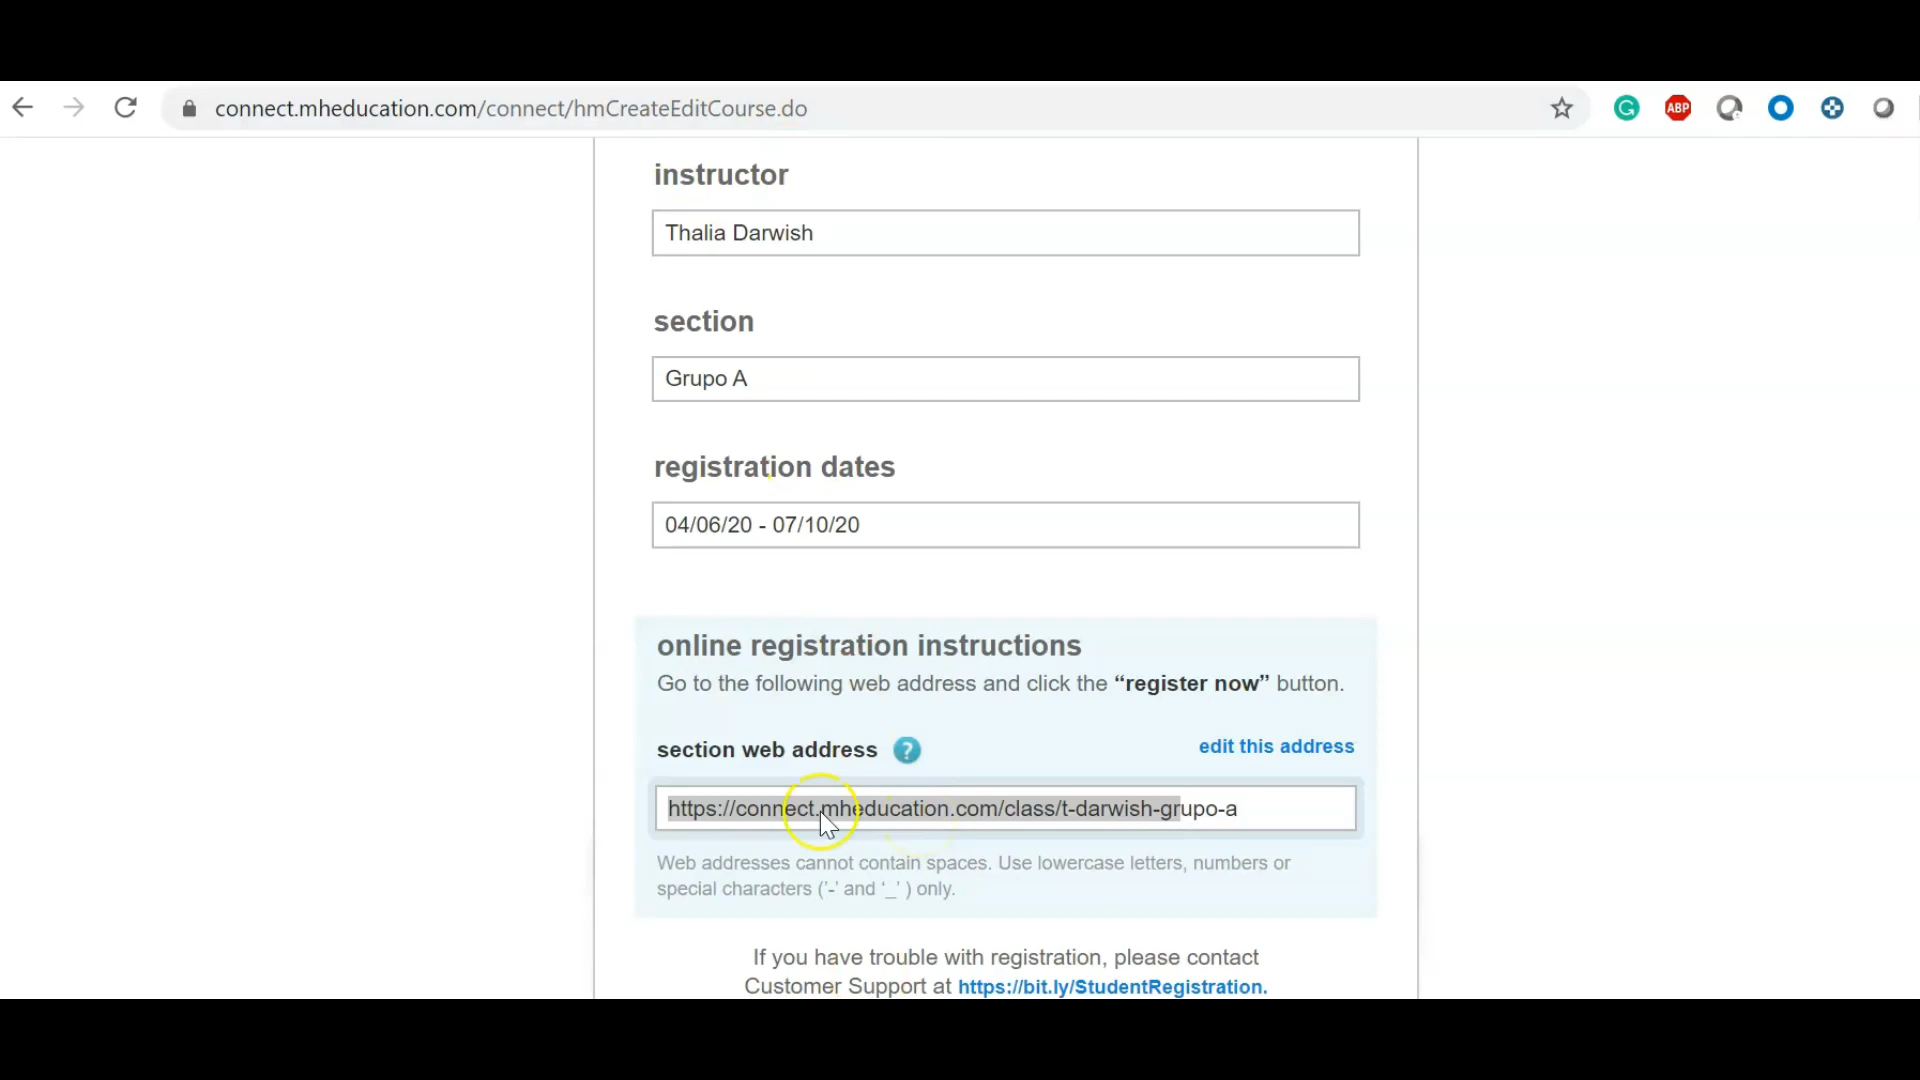 connect.mheducation.com/connect/hmCreateEditCourse.do
ABP
instructor
Thalia Darwish
section
Grupo A
registration dates
04/06/20 - 07/10/20
online registration instructions
Go to the following web address and click the “register now” button.
section web address ? edit this address
https://connect.mheducation.com/class/t-darwish-grupo-a
Web addresses cannot contain spaces. Use lowercase letters, numbers or
special characters ('-' and '_' ) only.
If you have trouble with registration, please contact
Customer Support at https://bit.ly/StudentRegistration.